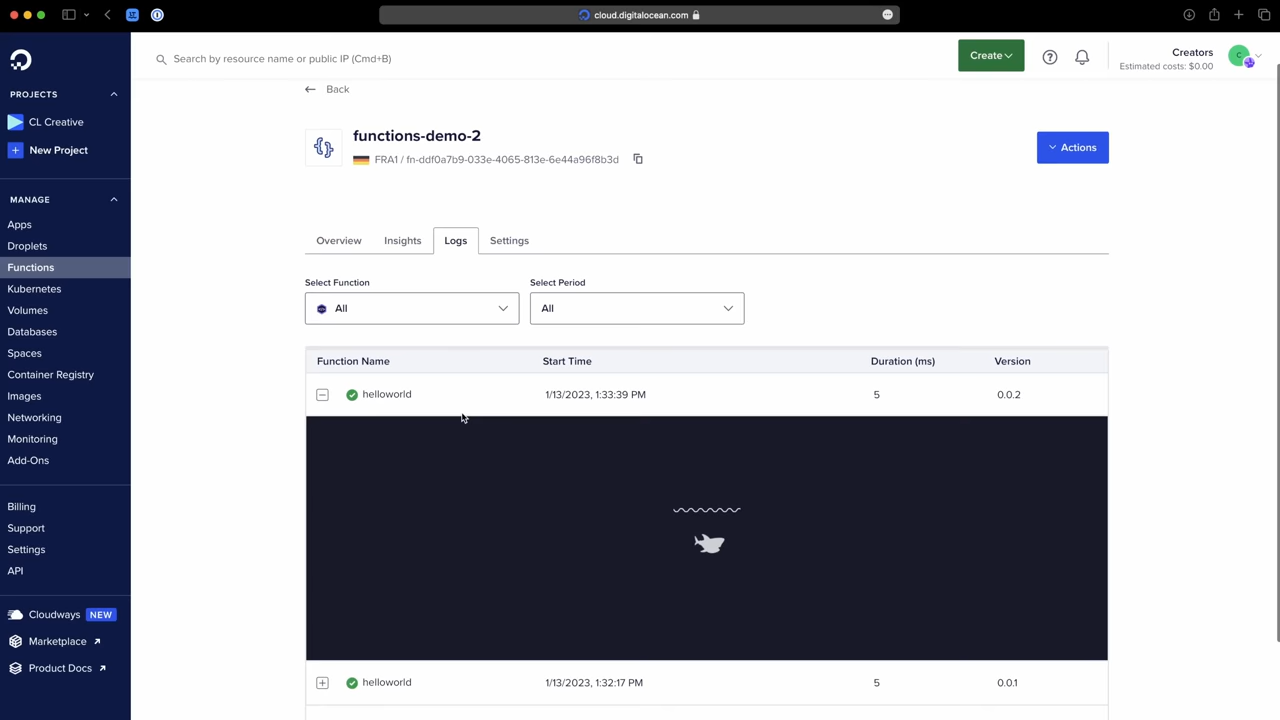 cloud.digitalocean.com
Search by resource name or public IP (Cmd+B)
Create
Creators
Estimated costs: $0.00
C
PROJECTS
CL Creative
New Project
MANAGE
Apps
Droplets
Functions
Kubernetes
Volumes
Databases
Spaces
Container Registry
Images
Networking
Monitoring
Add-Ons
Billing
Support
Settings
API
Cloudways NEW
Marketplace
Product Docs
Back
functions-demo-2
FRA1 / fn-ddf0a7b9-033e-4065-813e-6e44a96f8b3d
Actions
Overview Insights Logs Settings
Select Function Select Period
All All
Function Name Start Time Duration (ms) Version
helloworld 1/13/2023, 1:33:39 PM 5 0.0.2
helloworld 1/13/2023, 1:32:17 PM 5 0.0.1